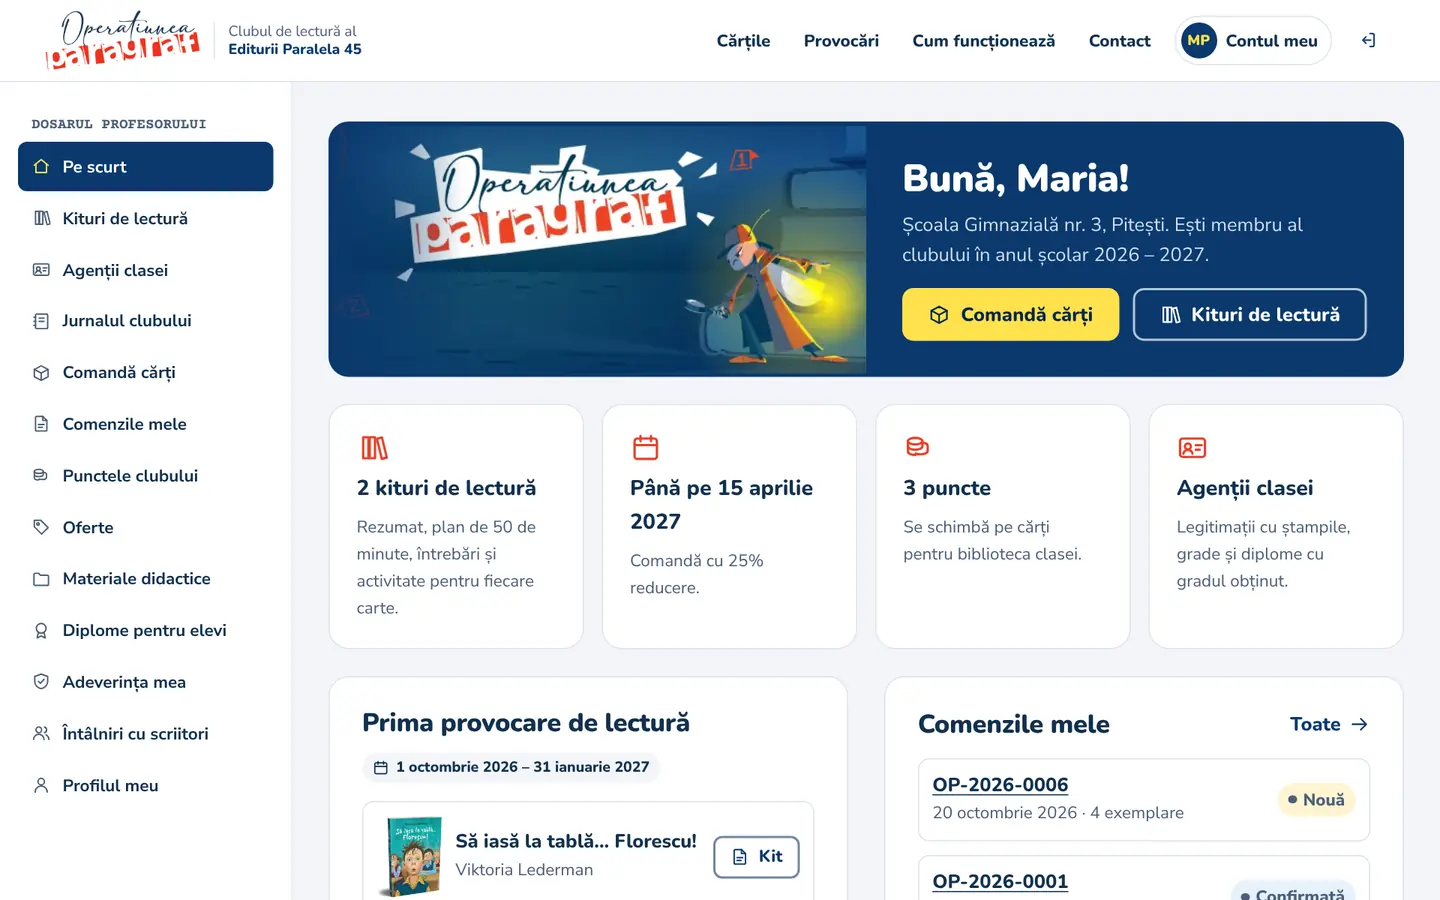 Operațiunea
paragraf
Clubul de lectură al
Editurii Paralela 45
Cărțile
Provocări
Cum funcționează
Contact
MP
Contul meu
DOSARUL PROFESORULUI
Pe scurt
Kituri de lectură
Agenții clasei
Jurnalul clubului
Comandă cărți
Comenzile mele
Punctele clubului
Oferte
Materiale didactice
Diplome pentru elevi
Adeverința mea
Întâlniri cu scriitori
Profilul meu
Operațiunea
paragraf
1
Bună, Maria!
Școala Gimnazială nr. 3, Pitești. Ești membru al
clubului în anul școlar 2026 – 2027.
Comandă cărți
Kituri de lectură
2 kituri de lectură
Rezumat, plan de 50 de
minute, întrebări și
activitate pentru fiecare
carte.
Până pe 15 aprilie
2027
Comandă cu 25%
reducere.
3 puncte
Se schimbă pe cărți
pentru biblioteca clasei.
Agenții clasei
Legitimații cu ștampile,
grade și diplome cu
gradul obținut.
Prima provocare de lectură
1 octombrie 2026 – 31 ianuarie 2027
Să iasă la tablă...
Florescu!
Să iasă la tablă... Florescu!
Viktoria Lederman
Kit
Comenzile mele
Toate
OP-2026-0006
20 octombrie 2026 · 4 exemplare
Nouă
OP-2026-0001
Confirmată